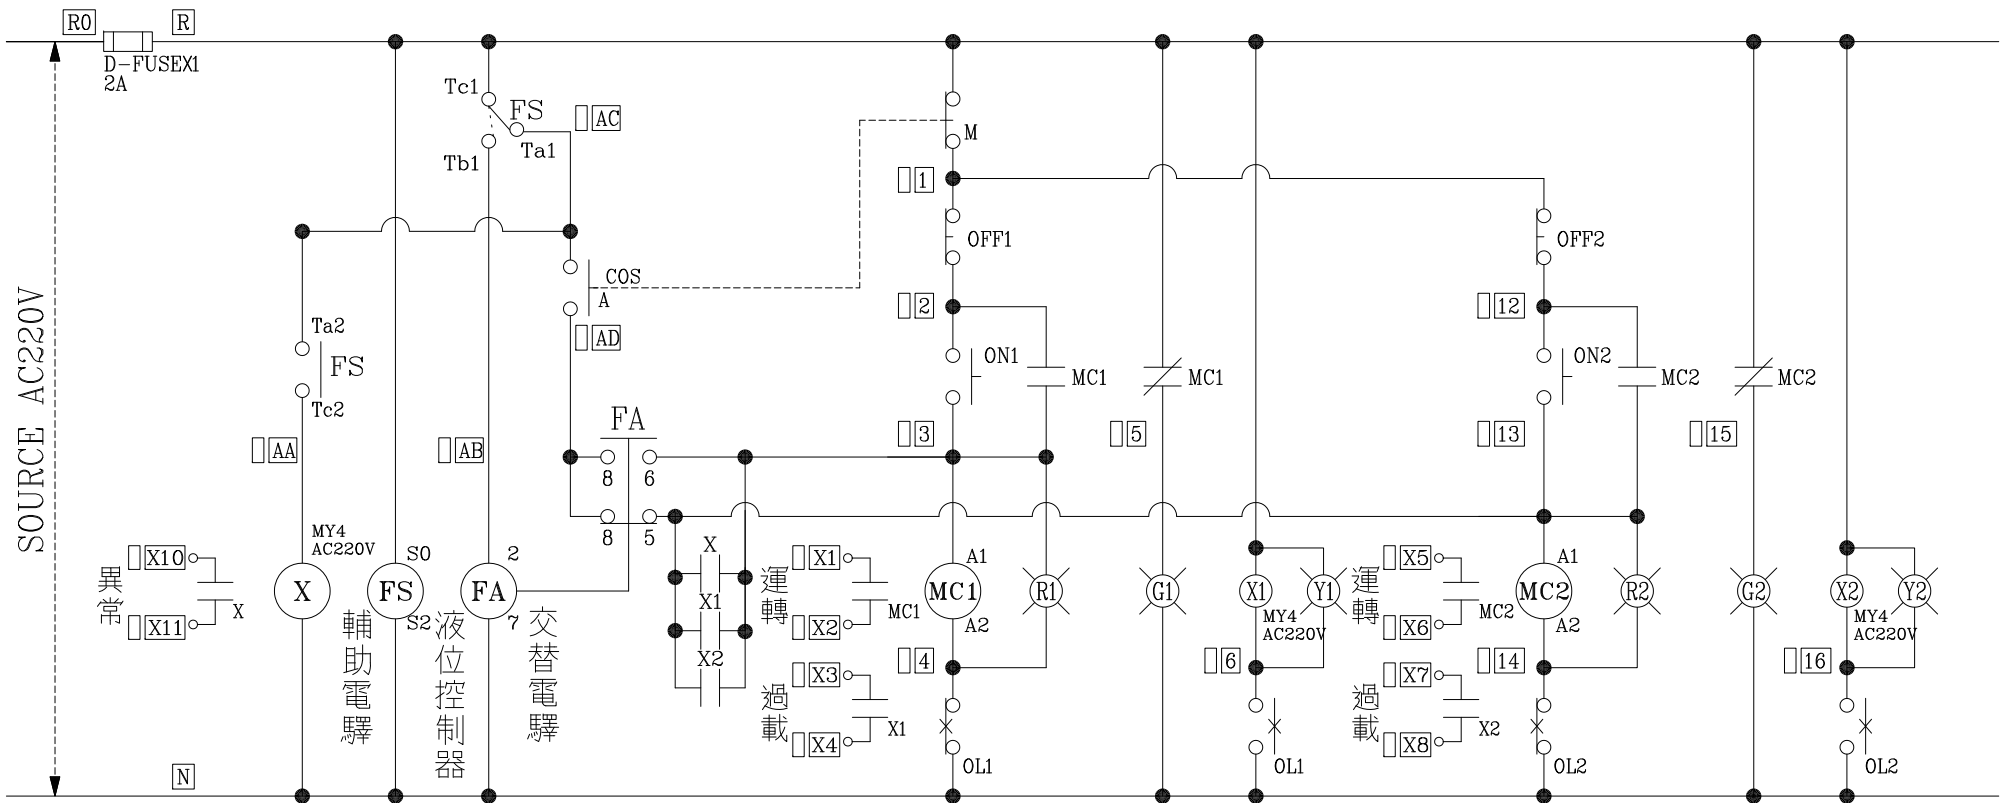 R0
R
D-FUSEX1
2A
SOURCE AC220V
N
Tc1
FS
Ta1
Tb1
AC
COS
A
AD
Ta2
FS
Tc2
AA
AB
FA
8
6
8
5
M
1
OFF1
2
ON1
MC1
3
MC1
5
OFF2
12
ON2
MC2
13
MC2
15
X10
X11
X
異常
MY4
AC220V
X
S0
FS
S2
輔助電驛
2
FA
7
液位控制器
交替電驛
X
X1
X2
運轉
X1
X2
MC1
過載
X3
X4
X1
A1
MC1
A2
R1
4
OL1
G1
X1
Y1
MY4
AC220V
6
OL1
運轉
X5
X6
MC2
過載
X7
X8
X2
A1
MC2
A2
R2
14
OL2
G2
X2
Y2
MY4
AC220V
16
OL2